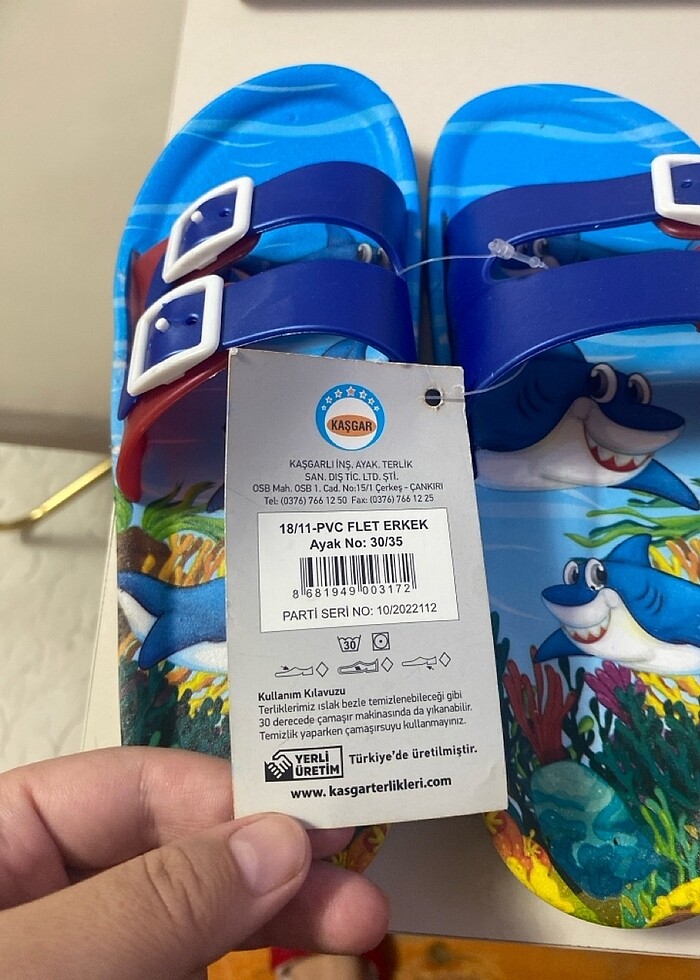 KAŞGAR
KAŞGARLI İNŞ. AYAK. TERLİK
SAN. DIŞ TİC. LTD. ŞTİ.
OSB Mah. OSB 1. Cad. No:15/1 Çerkeş - ÇANKIRI
Tel: (0376) 766 12 50 Fax: (0376) 766 12 25
18/11-PVC FLET ERKEK
Ayak No: 30/35
8 681949 003172
PARTİ SERİ NO: 10/2022112
30
Kullanım Kılavuzu
Terliklerimiz ıslak bezle temizlenebileceği gibi
30 derecede çamaşır makinasında da yıkanabilir.
Temizlik yaparken çamaşırsuyu kullanmayınız.
YERLİ
ÜRETİM
Türkiye'de üretilmiştir.
www.kasgarterlikleri.com